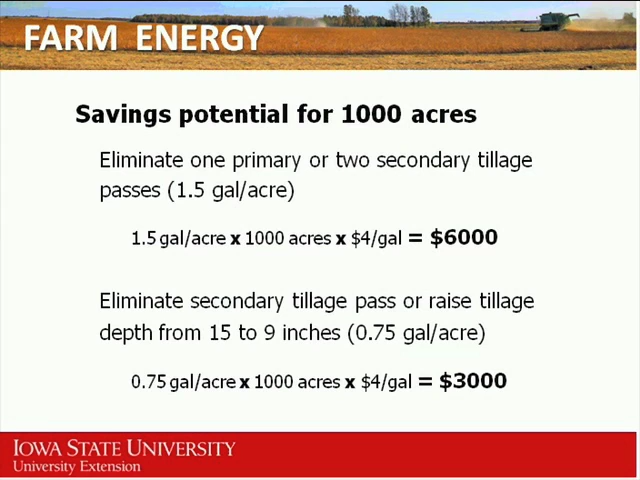 FARM ENERGY
Savings potential for 1000 acres
Eliminate one primary or two secondary tillage
passes (1.5 gal/acre)
1.5 gal/acre x 1000 acres x $4/gal = $6000
Eliminate secondary tillage pass or raise tillage
depth from 15 to 9 inches (0.75 gal/acre)
0.75 gal/acre x 1000 acres x $4/gal = $3000
IOWA STATE UNIVERSITY
University Extension